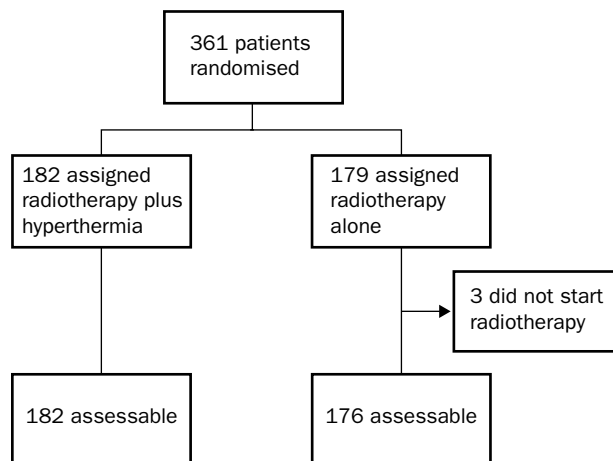 361 patients
randomised
182 assigned
radiotherapy plus
hyperthermia
179 assigned
radiotherapy
alone
3 did not start
radiotherapy
182 assessable
176 assessable